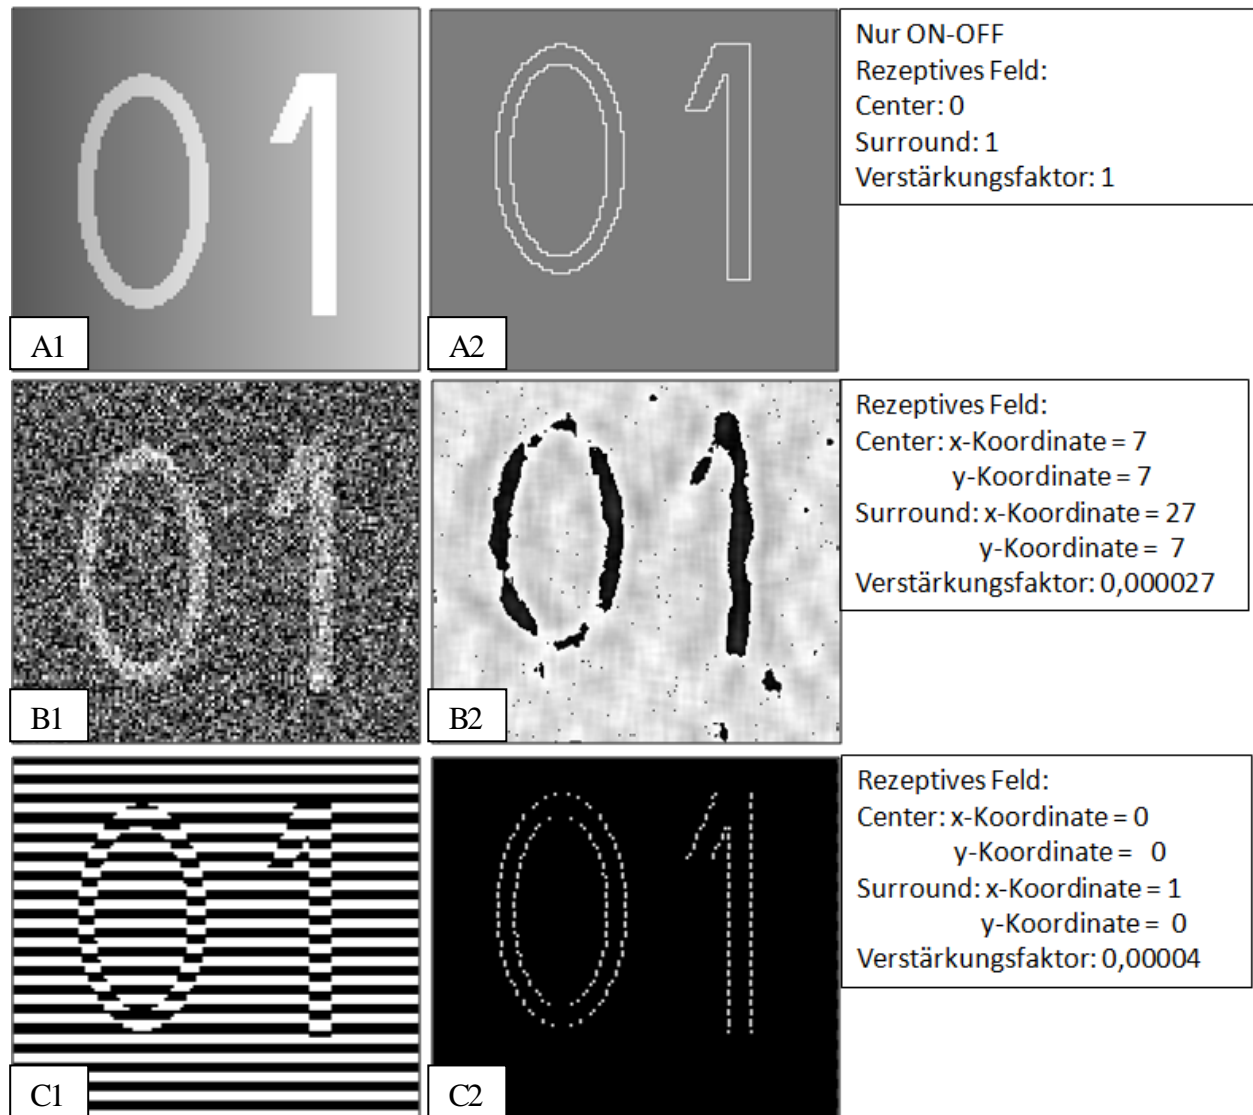 01
01
Nur ON-OFF
Rezeptives Feld:
Center: 0
Surround: 1
Verstärkungsfaktor: 1
A1
A2
01
01
Rezeptives Feld:
Center: x-Koordinate = 7
y-Koordinate = 7
Surround: x-Koordinate = 27
y-Koordinate = 7
Verstärkungsfaktor: 0,000027
B1
B2
01
01
Rezeptives Feld:
Center: x-Koordinate = 0
y-Koordinate = 0
Surround: x-Koordinate = 1
y-Koordinate = 0
Verstärkungsfaktor: 0,00004
C1
C2